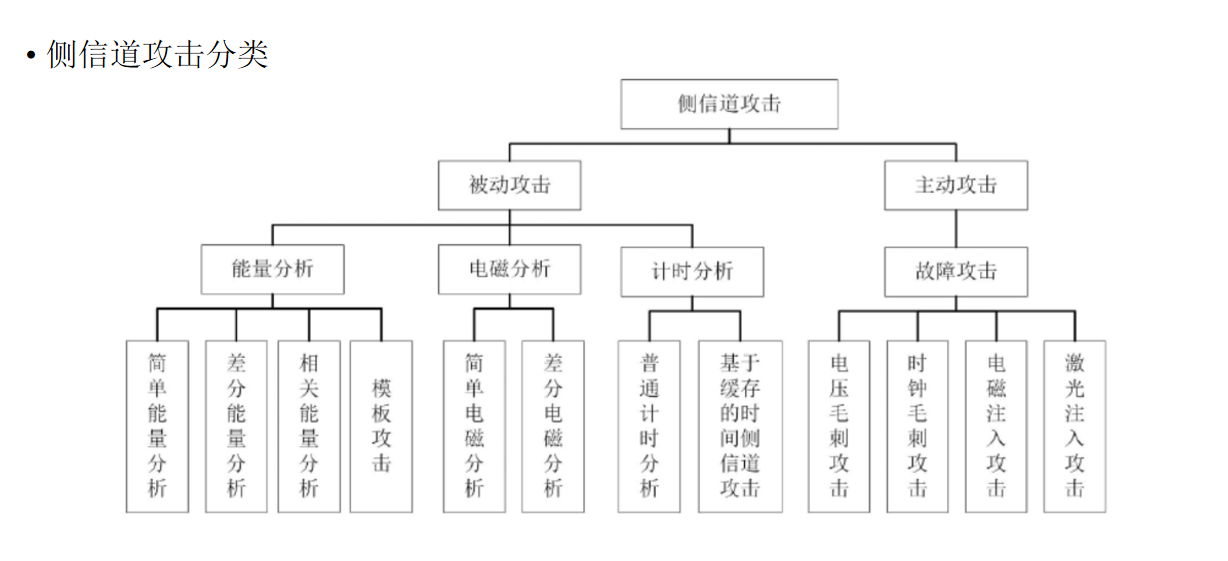 • 侧信道攻击分类
侧信道攻击
被动攻击
主动攻击
能量分析
电磁分析
计时分析
故障攻击
简单能量分析
差分能量分析
相关能量分析
模板攻击
简单电磁分析
差分电磁分析
普通计时分析
基于缓存的时间侧信道攻击
电压毛刺攻击
时钟毛刺攻击
电磁注入攻击
激光注入攻击